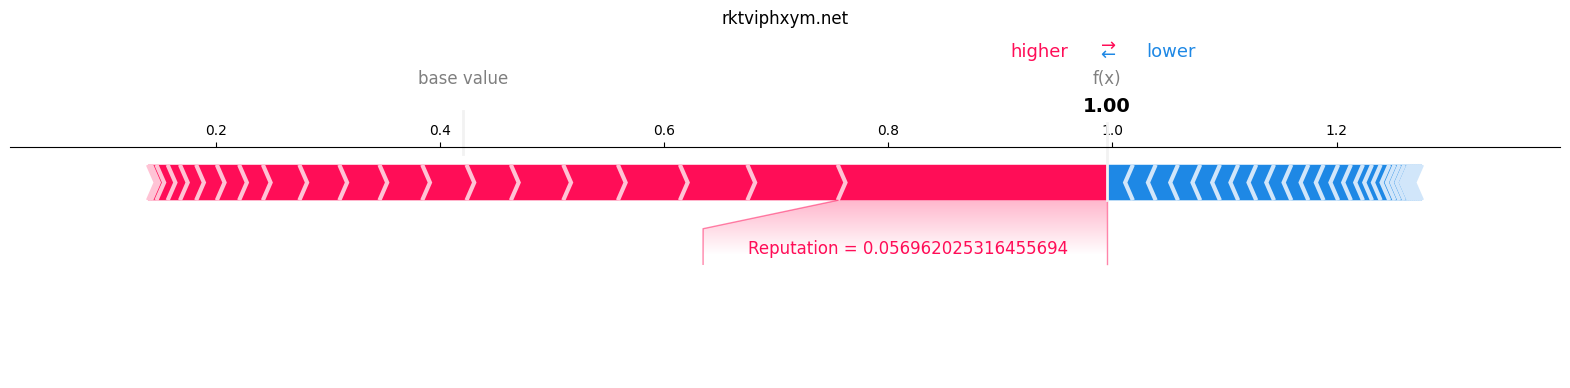 rktviphxym.net
higher → lower
←
base value f(x)
1.00
0.2 0.4 0.6 0.8 1.0 1.2
Reputation = 0.056962025316455694